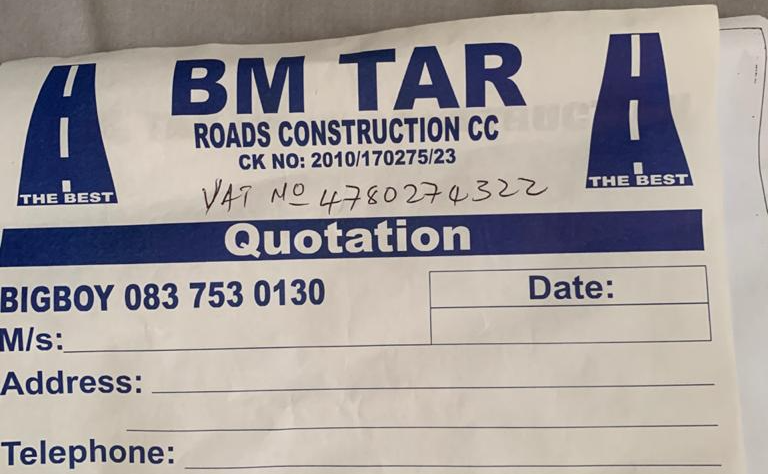 BM TAR
ROADS CONSTRUCTION CC
CK NO: 2010/170275/23
THE BEST
THE BEST
VAT No 4780274322
Quotation
BIGBOY 083 753 0130
Date:
M/s:
Address:
Telephone: